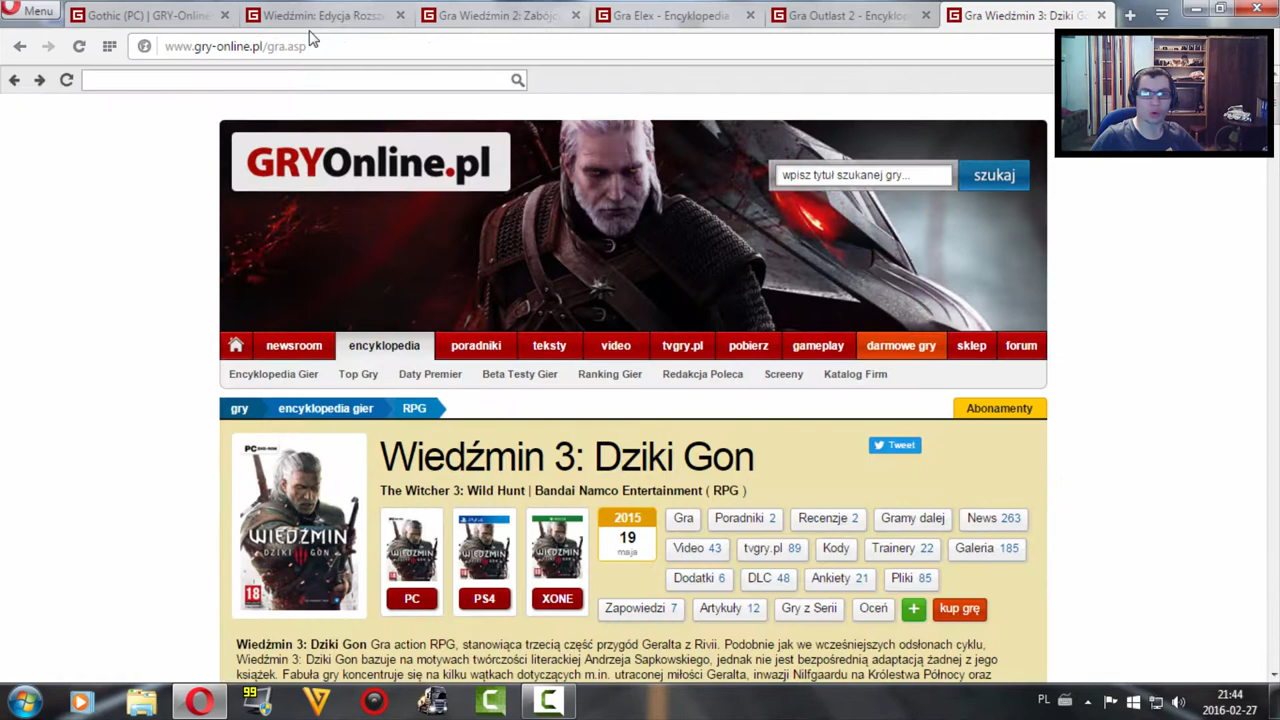 Menu
Gothic (PC) | GRY-Online
Wiedźmin: Edycja Rozsz
Gra Wiedźmin 2: Zabójc
Gra Elex - Encyklopedia
Gra Outlast 2 - Encyklop
Gra Wiedźmin 3: Dziki Go
www.gry-online.pl/gra.asp
GRYOnline.pl
wpisz tytuł szukanej gry...
szukaj
newsroom encyklopedia poradniki teksty video tvgry.pl pobierz gameplay darmowe gry sklep forum
Encyklopedia Gier Top Gry Daty Premier Beta Testy Gier Ranking Gier Redakcja Poleca Screeny Katalog Firm
gry encyklopedia gier RPG
Abonamenty
Wiedźmin 3: Dziki Gon
Tweet
The Witcher 3: Wild Hunt | Bandai Namco Entertainment ( RPG )
PC
WIEDŹMIN
DZIKI GON
18
PC
PS4
XONE
2015
19
maja
Gra Poradniki 2 Recenzje 2 Gramy dalej News 263
Video 43 tvgry.pl 89 Kody Trainery 22 Galeria 185
Dodatki 6 DLC 48 Ankiety 21 Pliki 85
Zapowiedzi 7 Artykuły 12 Gry z Serii Oceń + kup grę
Wiedźmin 3: Dziki Gon Gra action RPG, stanowiąca trzecią część przygód Geralta z Rivii. Podobnie jak we wcześniejszych odsłonach cyklu,
Wiedźmin 3: Dziki Gon bazuje na motywach twórczości literackiej Andrzeja Sapkowskiego, jednak nie jest bezpośrednią adaptacją żadnej z jego
książek. Fabuła gry koncentruje się na kilku wątkach dotyczących m.in. utraconej miłości Geralta, inwazji Nilfgaardu na Królestwa Północy oraz
99
PL
21:44
2016-02-27